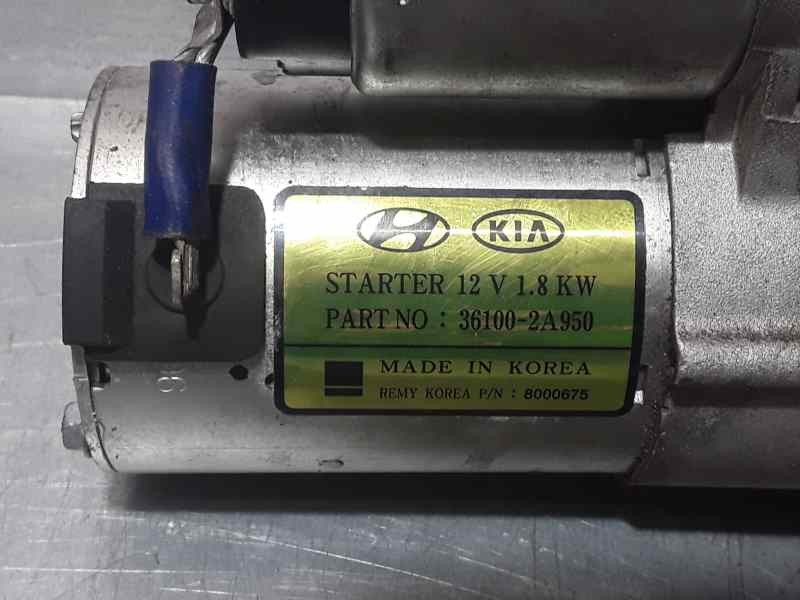 KIA
STARTER 12 V 1.8 KW
PART NO : 36100-2A950
MADE IN KOREA
REMY KOREA P/N : 8000675